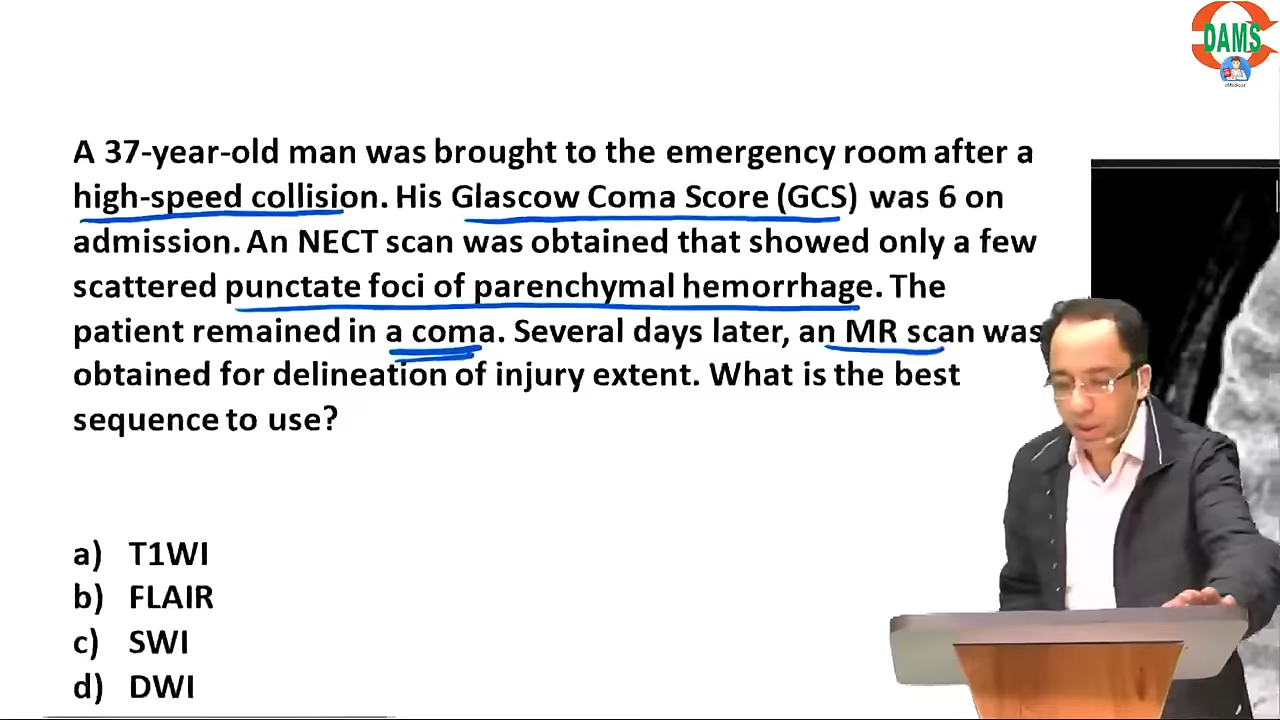 DAMS
eMedicoz
A 37-year-old man was brought to the emergency room after a
high-speed collision. His Glascow Coma Score (GCS) was 6 on
admission. An NECT scan was obtained that showed only a few
scattered punctate foci of parenchymal hemorrhage. The
patient remained in a coma. Several days later, an MR scan was
obtained for delineation of injury extent. What is the best
sequence to use?
a) T1WI
b) FLAIR
c) SWI
d) DWI